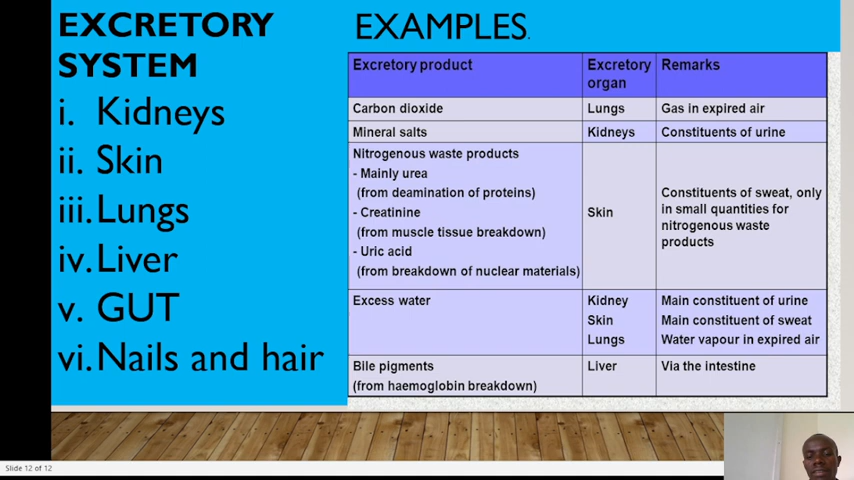 EXCRETORY
SYSTEM
i. Kidneys
ii. Skin
iii. Lungs
iv. Liver
v. GUT
vi. Nails and hair
EXAMPLES.
Excretory product
Excretory
organ
Remarks
Carbon dioxide
Lungs
Gas in expired air
Mineral salts
Kidneys
Constituents of urine
Nitrogenous waste products
- Mainly urea
(from deamination of proteins)
- Creatinine
(from muscle tissue breakdown)
- Uric acid
(from breakdown of nuclear materials)
Skin
Constituents of sweat, only
in small quantities for
nitrogenous waste
products
Excess water
Kidney
Main constituent of urine
Skin
Main constituent of sweat
Lungs
Water vapour in expired air
Bile pigments
(from haemoglobin breakdown)
Liver
Via the intestine
Slide 12 of 12